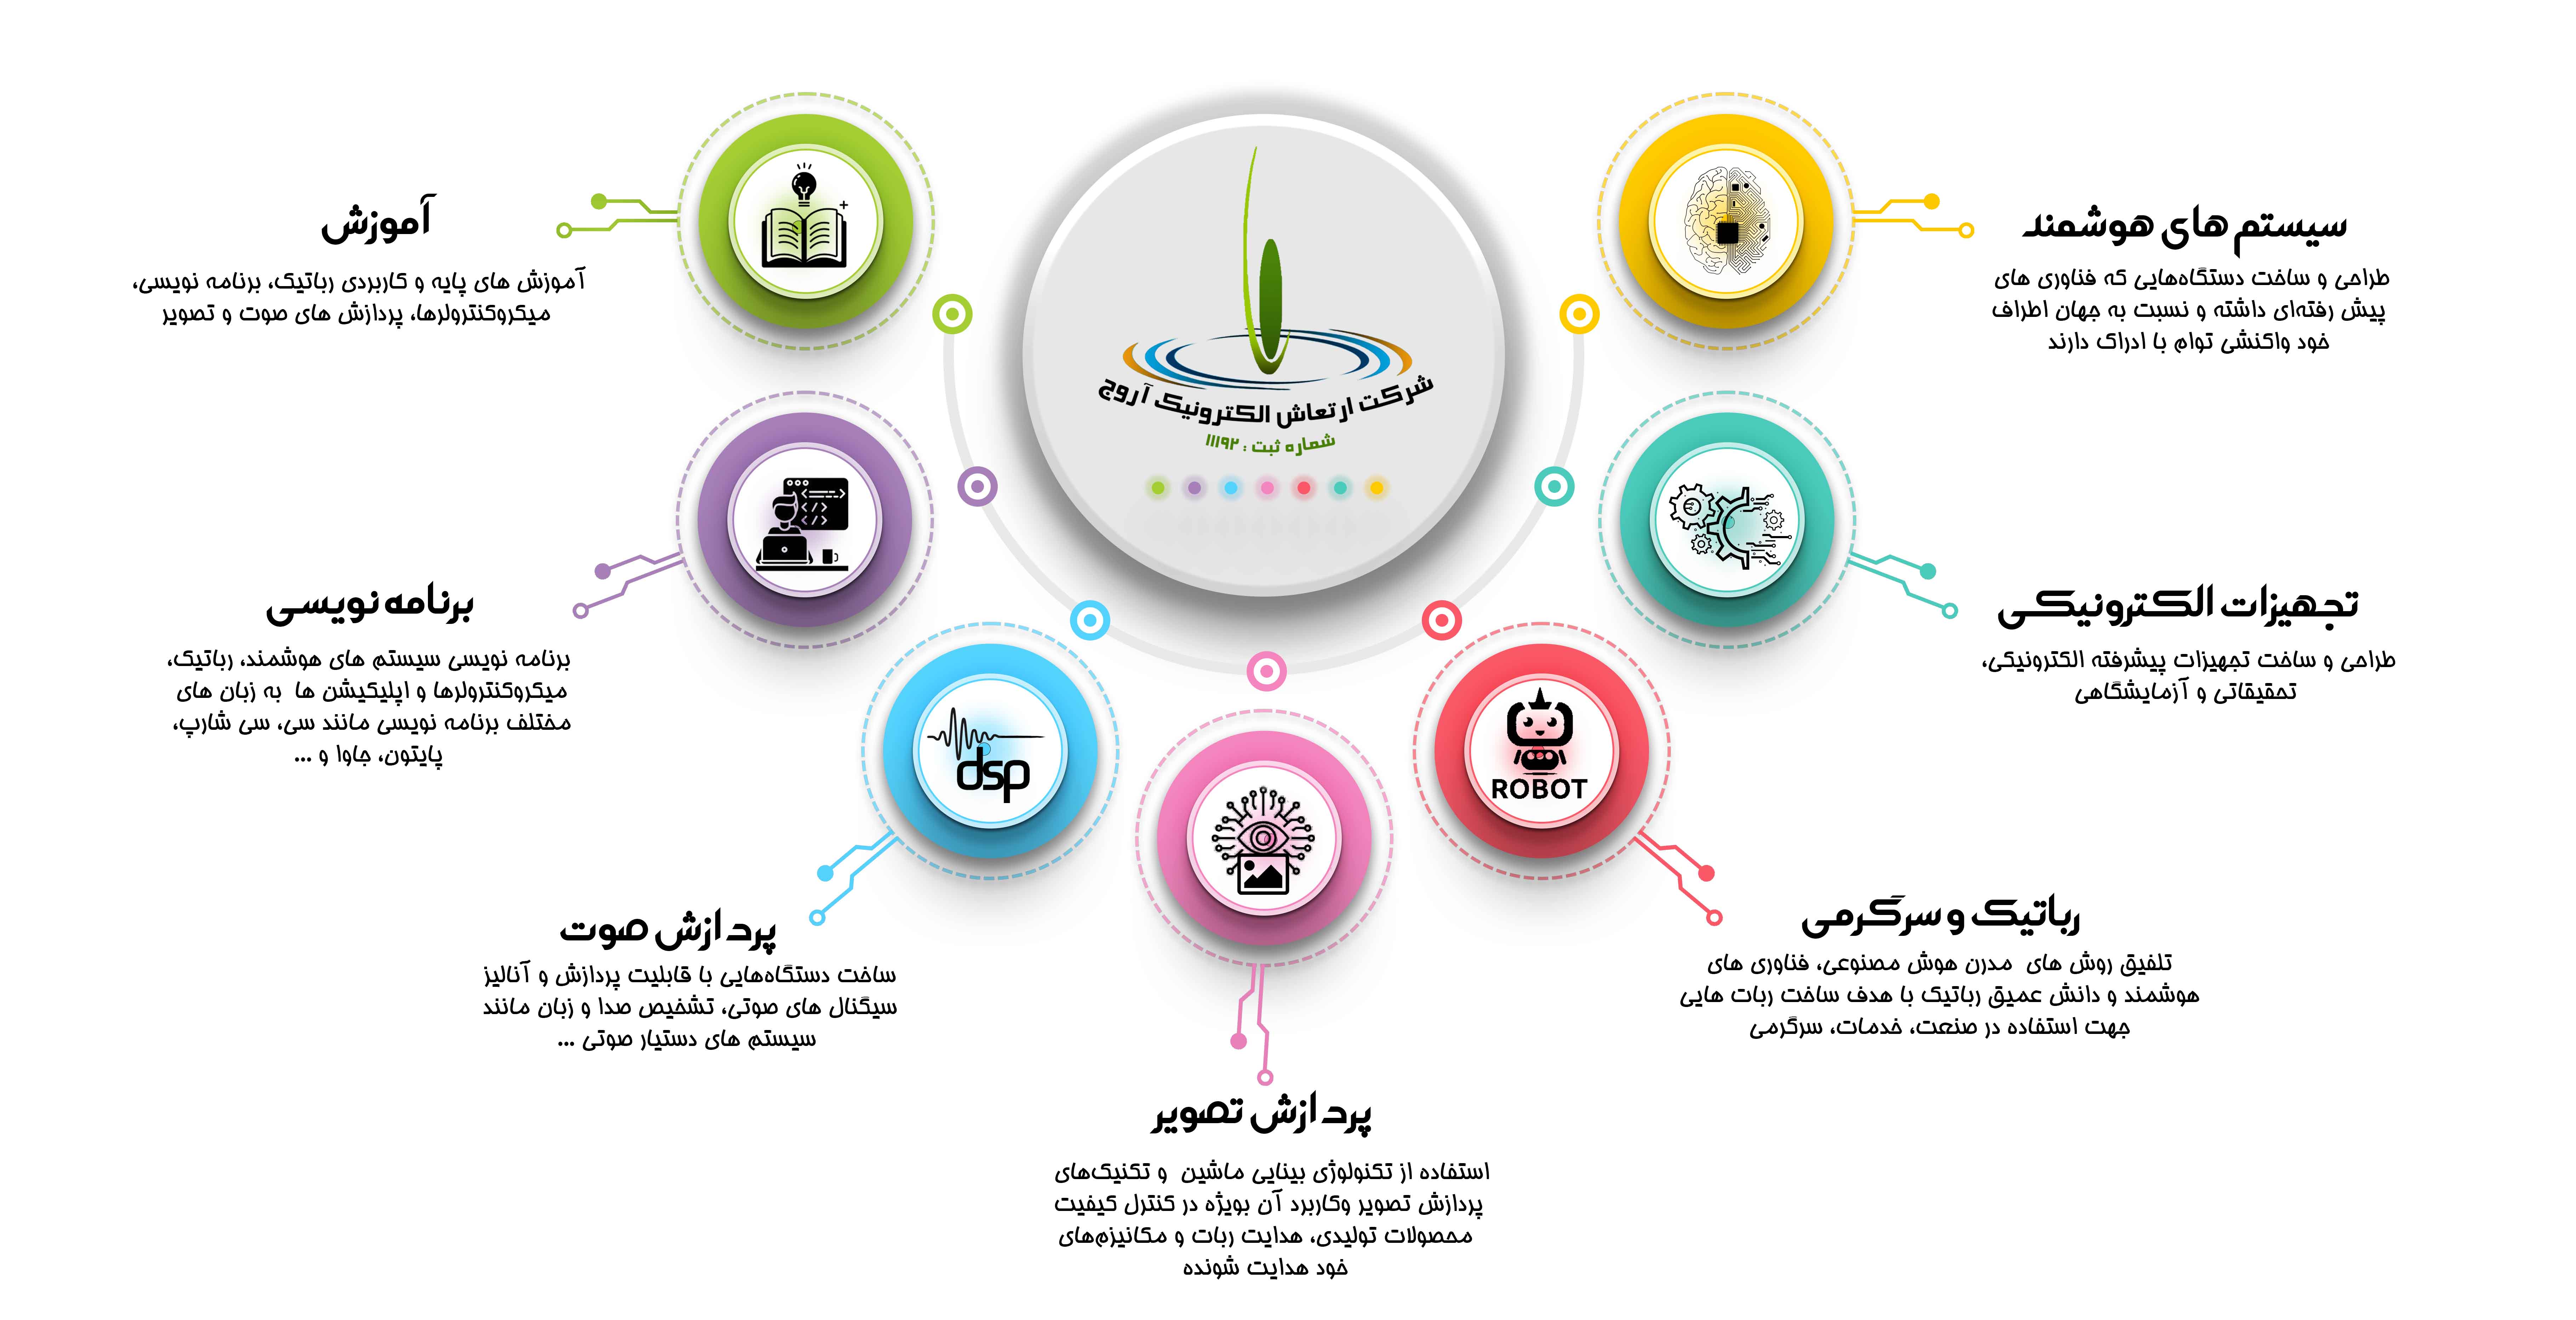 شرکت ارتعاش الکترونیک آروج
شماره ثبت : ۱۱۱۹۲
سیستم های هوشمند
طراحی و ساخت دستگاه‌هایی که فناوری های
پیش رفته‌ای داشته و نسبت به جهان اطراف
خود واکنشی توام با ادراک دارند
تجهیزات الکترونیکی
طراحی و ساخت تجهیزات پیشرفته الکترونیکی،
تحقیقاتی و آزمایشگاهی
ROBOT
رباتیک و سرگرمی
تلفیق روش های مدرن هوش مصنوعی، فناوری های
هوشمند و دانش عمیق رباتیک با هدف ساخت ربات هایی
جهت استفاده در صنعت، خدمات، سرگرمی
پردازش تصویر
استفاده از تکنولوژی بینایی ماشین و تکنیک‌های
پردازش تصویر وکاربرد آن بویژه در کنترل کیفیت
محصولات تولیدی، هدایت ربات و مکانیزم‌های
خود هدایت شونده
dsp
پردازش صوت
ساخت دستگاه‌هایی با قابلیت پردازش و آنالیز
سیگنال های صوتی، تشخیص صدا و زبان مانند
سیستم های دستیار صوتی ...
برنامه نویسی
برنامه نویسی سیستم های هوشمند، رباتیک،
میکروکنترولرها و اپلیکیشن ها به زبان های
مختلف برنامه نویسی مانند سی، سی شارپ،
پایتون، جاوا و ...
آموزش
آموزش های پایه و کاربردی رباتیک، برنامه نویسی،
میکروکنترولرها، پردازش های صوت و تصویر